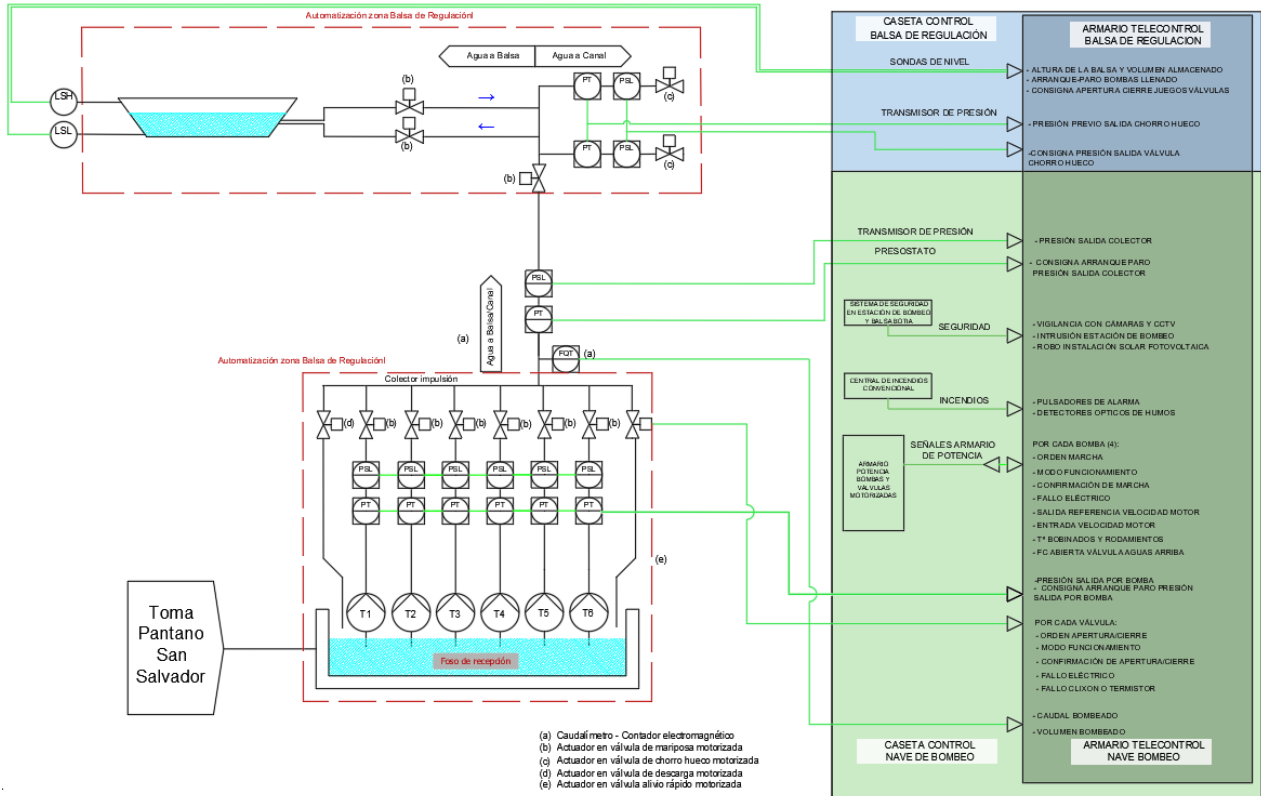 Automatización zona Balsa de Regulaciónl
Agua a Balsa
Agua a Canal
LSH
LSL
(b)
(b)
PT
PSL
(c)
PT
PSL
(c)
(b)
PSL
PT
(a)
Agua a Balsa/Canal
FQT
(a)
Automatización zona Balsa de Regulaciónl
Colector impulsión
(d)
(b)
(b)
(b)
(b)
(b)
(b)
PSL
PSL
PSL
PSL
PSL
PSL
PT
PT
PT
PT
PT
PT
(e)
T1
T2
T3
T4
T5
T6
Foso de recepción
Toma
Pantano
San
Salvador
(a) Caudalímetro - Contador electromagnético
(b) Actuador en válvula de mariposa motorizada
(c) Actuador en válvula de chorro hueco motorizada
(d) Actuador en válvula de descarga motorizada
(e) Actuador en válvula alivio rápido motorizada
CASETA CONTROL
BALSA DE REGULACIÓN
ARMARIO TELECONTROL
BALSA DE REGULACION
SONDAS DE NIVEL
- ALTURA DE LA BALSA Y VOLUMEN ALMACENADO
- ARRANQUE-PARO BOMBAS LLENADO
- CONSIGNA APERTURA CIERRE JUEGOS VÁLVULAS
TRANSMISOR DE PRESIÓN
- PRESIÓN PREVIO SALIDA CHORRO HUECO
-CONSIGNA PRESIÓN SALIDA VÁLVULA
CHORRO HUECO
TRANSMISOR DE PRESIÓN
- PRESIÓN SALIDA COLECTOR
PRESOSTATO
- CONSIGNA ARRANQUE PARO
PRESIÓN SALIDA COLECTOR
SISTEMA DE SEGURIDAD
EN ESTACIÓN DE BOMBEO
Y BALSA BOTIA
SEGURIDAD
- VIGILANCIA CON CÁMARAS Y CCTV
- INTRUSIÓN ESTACIÓN DE BOMBEO
- ROBO INSTALACIÓN SOLAR FOTOVOLTAICA
CENTRAL DE INCENDIOS
CONVENCIONAL
INCENDIOS
- PULSADORES DE ALARMA
- DETECTORES OPTICOS DE HUMOS
ARMARIO
POTENCIA
BOMBAS Y
VÁLVULAS
MOTORIZADAS
SEÑALES ARMARIO
DE POTENCIA
POR CADA BOMBA (4):
- ORDEN MARCHA
- MODO FUNCIONAMIENTO
- CONFIRMACIÓN DE MARCHA
- FALLO ELÉCTRICO
- SALIDA REFERENCIA VELOCIDAD MOTOR
- ENTRADA VELOCIDAD MOTOR
- Tª BOBINADOS Y RODAMIENTOS
- FC ABIERTA VÁLVULA AGUAS ARRIBA
-PRESIÓN SALIDA POR BOMBA
- CONSIGNA ARRANQUE PARO PRESIÓN
SALIDA POR BOMBA
POR CADA VÁLVULA:
- ORDEN APERTURA/CIERRE
- MODO FUNCIONAMIENTO
- CONFIRMACIÓN DE APERTURA/CIERRE
- FALLO ELÉCTRICO
- FALLO CLIXON O TERMISTOR
- CAUDAL BOMBEADO
- VOLUMEN BOMBEADO
CASETA CONTROL
NAVE DE BOMBEO
ARMARIO TELECONTROL
NAVE BOMBEO